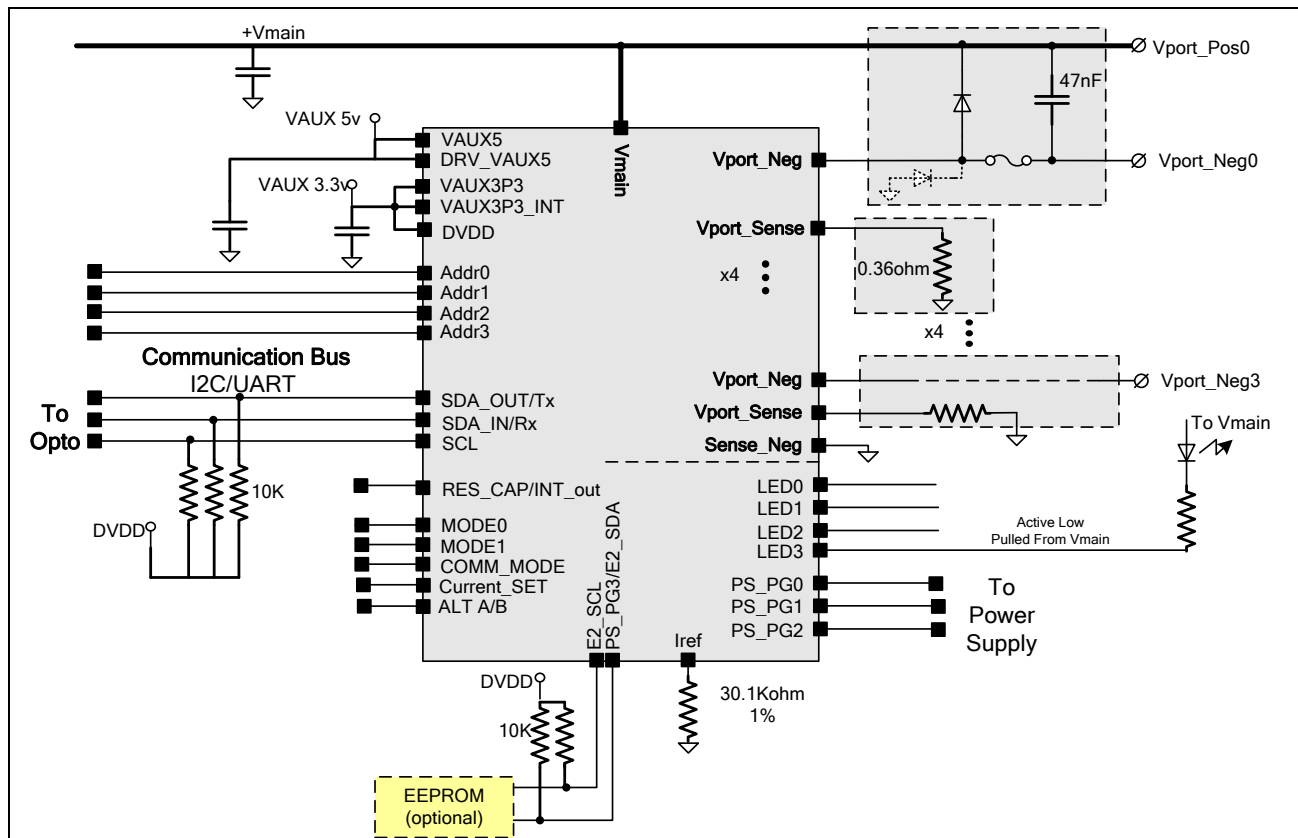 +Vmain
Vport_Pos0
47nF
VAUX 5v
VAUX5
DRV_VAUX5
Vmain
Vport_Neg
Vport_Neg0
VAUX 3.3v
VAUX3P3
VAUX3P3_INT
DVDD
Vport_Sense
0.36ohm
x4
x4
Addr0
Addr1
Addr2
Addr3
Communication Bus
I2C/UART
To
Opto
SDA_OUT/Tx
SDA_IN/Rx
SCL
10K
DVDD
Vport_Neg
Vport_Neg3
Vport_Sense
Sense_Neg
To Vmain
RES_CAP/INT_out
MODE0
MODE1
COMM_MODE
Current_SET
ALT A/B
LED0
LED1
LED2
LED3
Active Low
Pulled From Vmain
PS_PG0
PS_PG1
PS_PG2
To
Power
Supply
E2_SCL
PS_PG3/E2_SDA
Iref
30.1Kohm
1%
DVDD
10K
EEPROM
(optional)